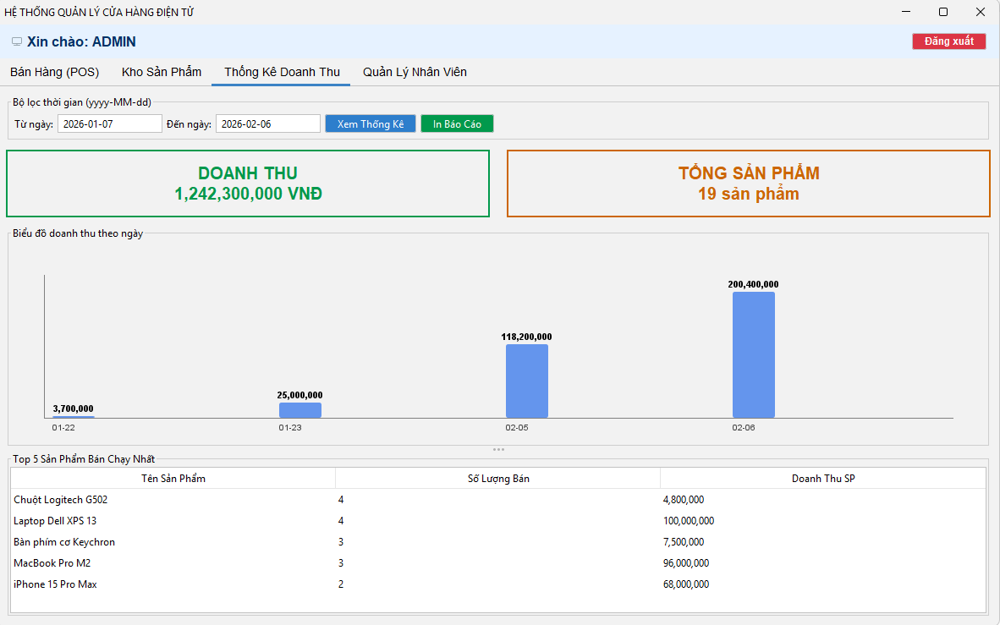 HỆ THỐNG QUẢN LÝ CỬA HÀNG ĐIỆN TỬ
Xin chào: ADMIN
Đăng xuất
Bán Hàng (POS) Kho Sản Phẩm Thống Kê Doanh Thu Quản Lý Nhân Viên
Bộ lọc thời gian (yyyy-MM-dd)
Từ ngày: 2026-01-07 Đến ngày: 2026-02-06 Xem Thống Kê In Báo Cáo
DOANH THU
1,242,300,000 VNĐ
TỔNG SẢN PHẨM
19 sản phẩm
Biểu đồ doanh thu theo ngày
200,400,000
118,200,000
25,000,000
3,700,000
01-22 01-23 02-05 02-06
Top 5 Sản Phẩm Bán Chạy Nhất
Tên Sản Phẩm Số Lượng Bán Doanh Thu SP
Chuột Logitech G502 4 4,800,000
Laptop Dell XPS 13 4 100,000,000
Bàn phím cơ Keychron 3 7,500,000
MacBook Pro M2 3 96,000,000
iPhone 15 Pro Max 2 68,000,000